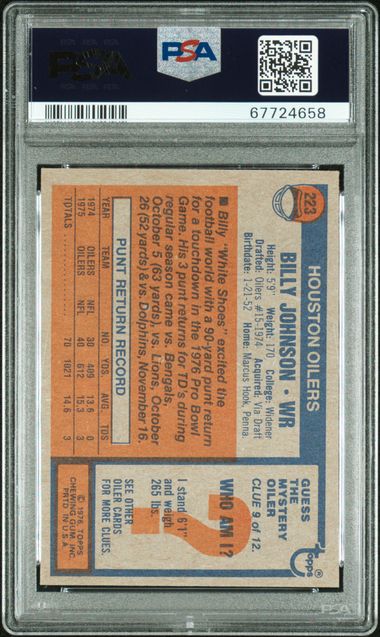 PSA
PSA
67724658
223
HOUSTON OILERS
BILLY JOHNSON • WR
Height: 5'9" Weight: 170 College: Widener
Drafted: Oilers #15-1974 Acquired: Via Draft
Birthdate: 1-21-52 Home: Marcus Hook, Penna.
■ Billy "White Shoes" excited the
football world with a 90-yard punt return
for a touchdown in the 1976 Pro Bowl
Game. His 3 punt returns for TD's during
regular season came vs. Bengals,
October 5 (63 yards) vs. Lions, October
26 (52 yards) & vs. Dolphins, November 16.
PUNT RETURN RECORD
YEAR TEAM NO. YDS. AVG. TDS
1974 OILERS NFL 30 409 13.6 0
1975 OILERS NFL 40 612 15.3 3
TOTALS 70 1021 14.6 3
Topps®
GUESS
THE
MYSTERY
OILER
CLUE 9 of 12.
?
WHO AM I?
I stand 6'1"
and weigh
265 lbs.
SEE OTHER
OILER CARDS
FOR MORE CLUES.
© 1976 TOPPS
CHEWING GUM, INC.
PRTD. IN U.S.A.